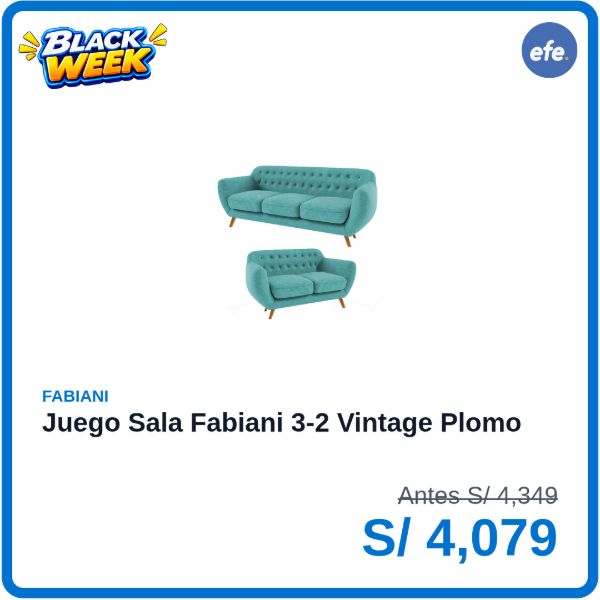 BLACK
WEEK
efe.
FABIANI
Juego Sala Fabiani 3-2 Vintage Plomo
Antes S/ 4,349
S/ 4,079